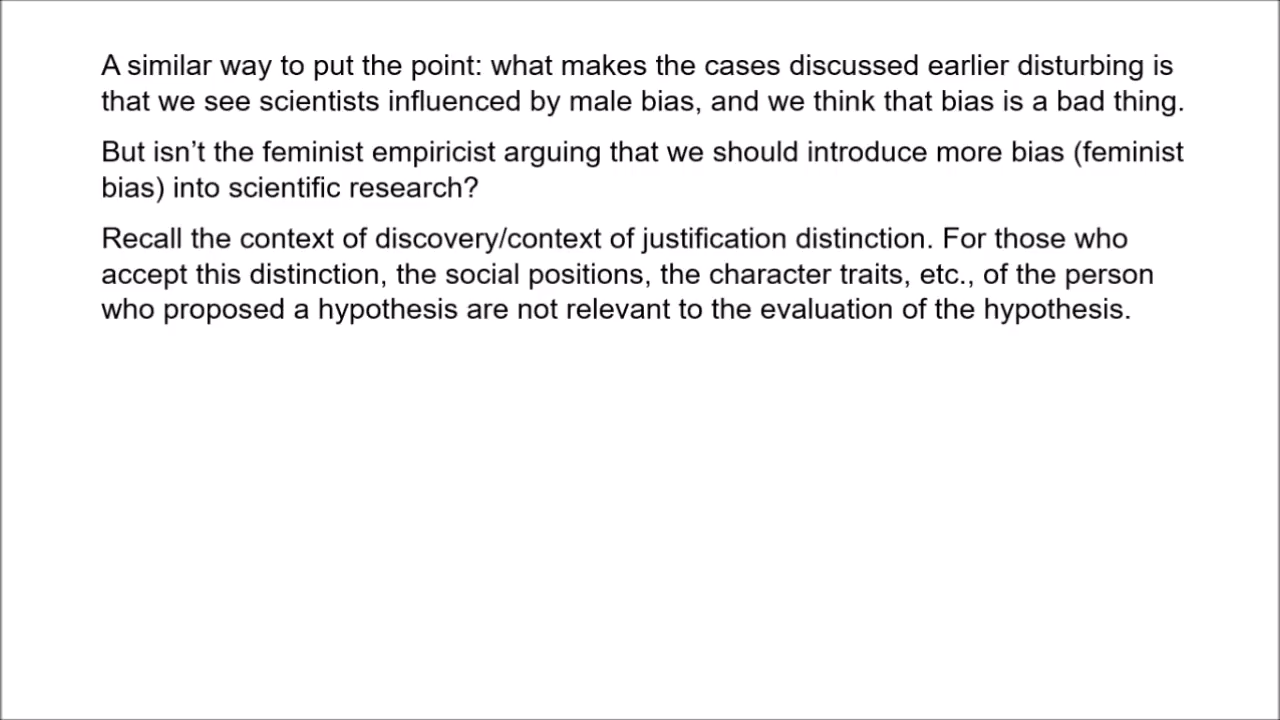 A similar way to put the point: what makes the cases discussed earlier disturbing is
that we see scientists influenced by male bias, and we think that bias is a bad thing.
But isn’t the feminist empiricist arguing that we should introduce more bias (feminist
bias) into scientific research?
Recall the context of discovery/context of justification distinction. For those who
accept this distinction, the social positions, the character traits, etc., of the person
who proposed a hypothesis are not relevant to the evaluation of the hypothesis.